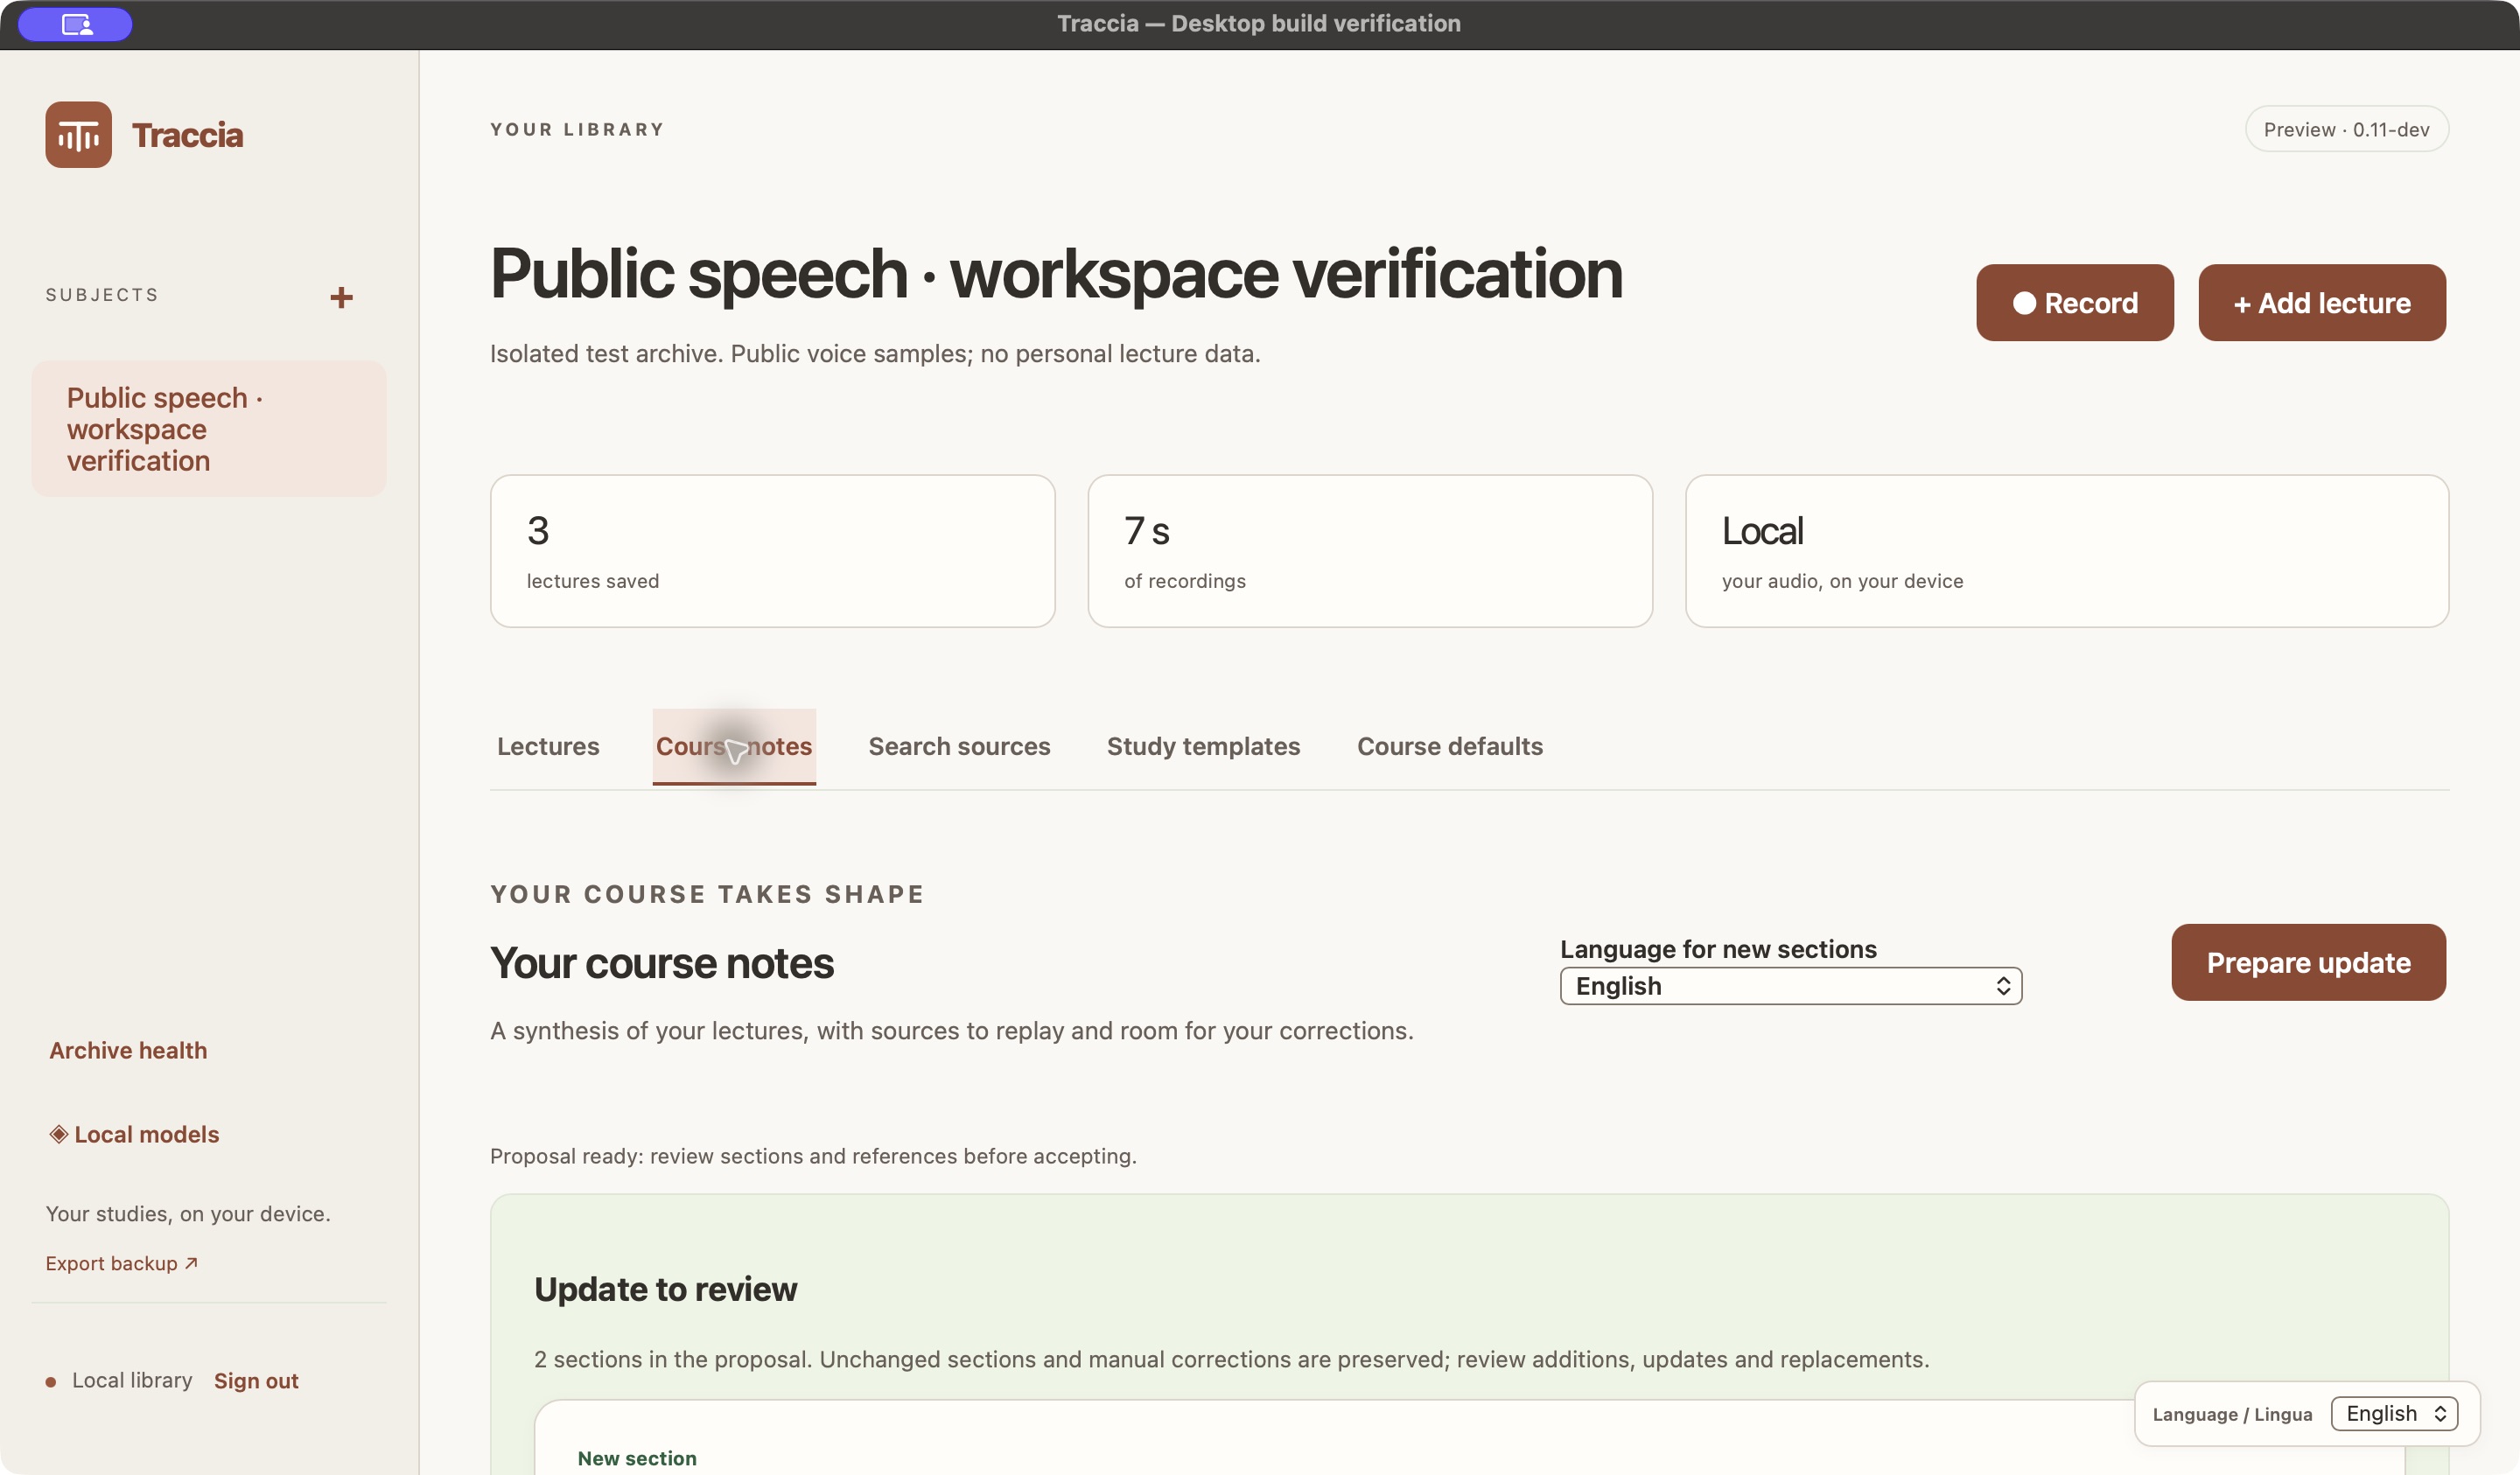 Traccia — Desktop build verification
Traccia
SUBJECTS
+
Public speech ·
workspace
verification
Archive health
Local models
Your studies, on your device.
Export backup ↗
Local library Sign out
YOUR LIBRARY
Preview · 0.11-dev
Public speech · workspace verification
Isolated test archive. Public voice samples; no personal lecture data.
Record
+ Add lecture
3
lectures saved
7 s
of recordings
Local
your audio, on your device
Lectures
Course notes
Search sources
Study templates
Course defaults
YOUR COURSE TAKES SHAPE
Your course notes
A synthesis of your lectures, with sources to replay and room for your corrections.
Language for new sections
English
Prepare update
Proposal ready: review sections and references before accepting.
Update to review
2 sections in the proposal. Unchanged sections and manual corrections are preserved; review additions, updates and replacements.
New section
Language / Lingua English